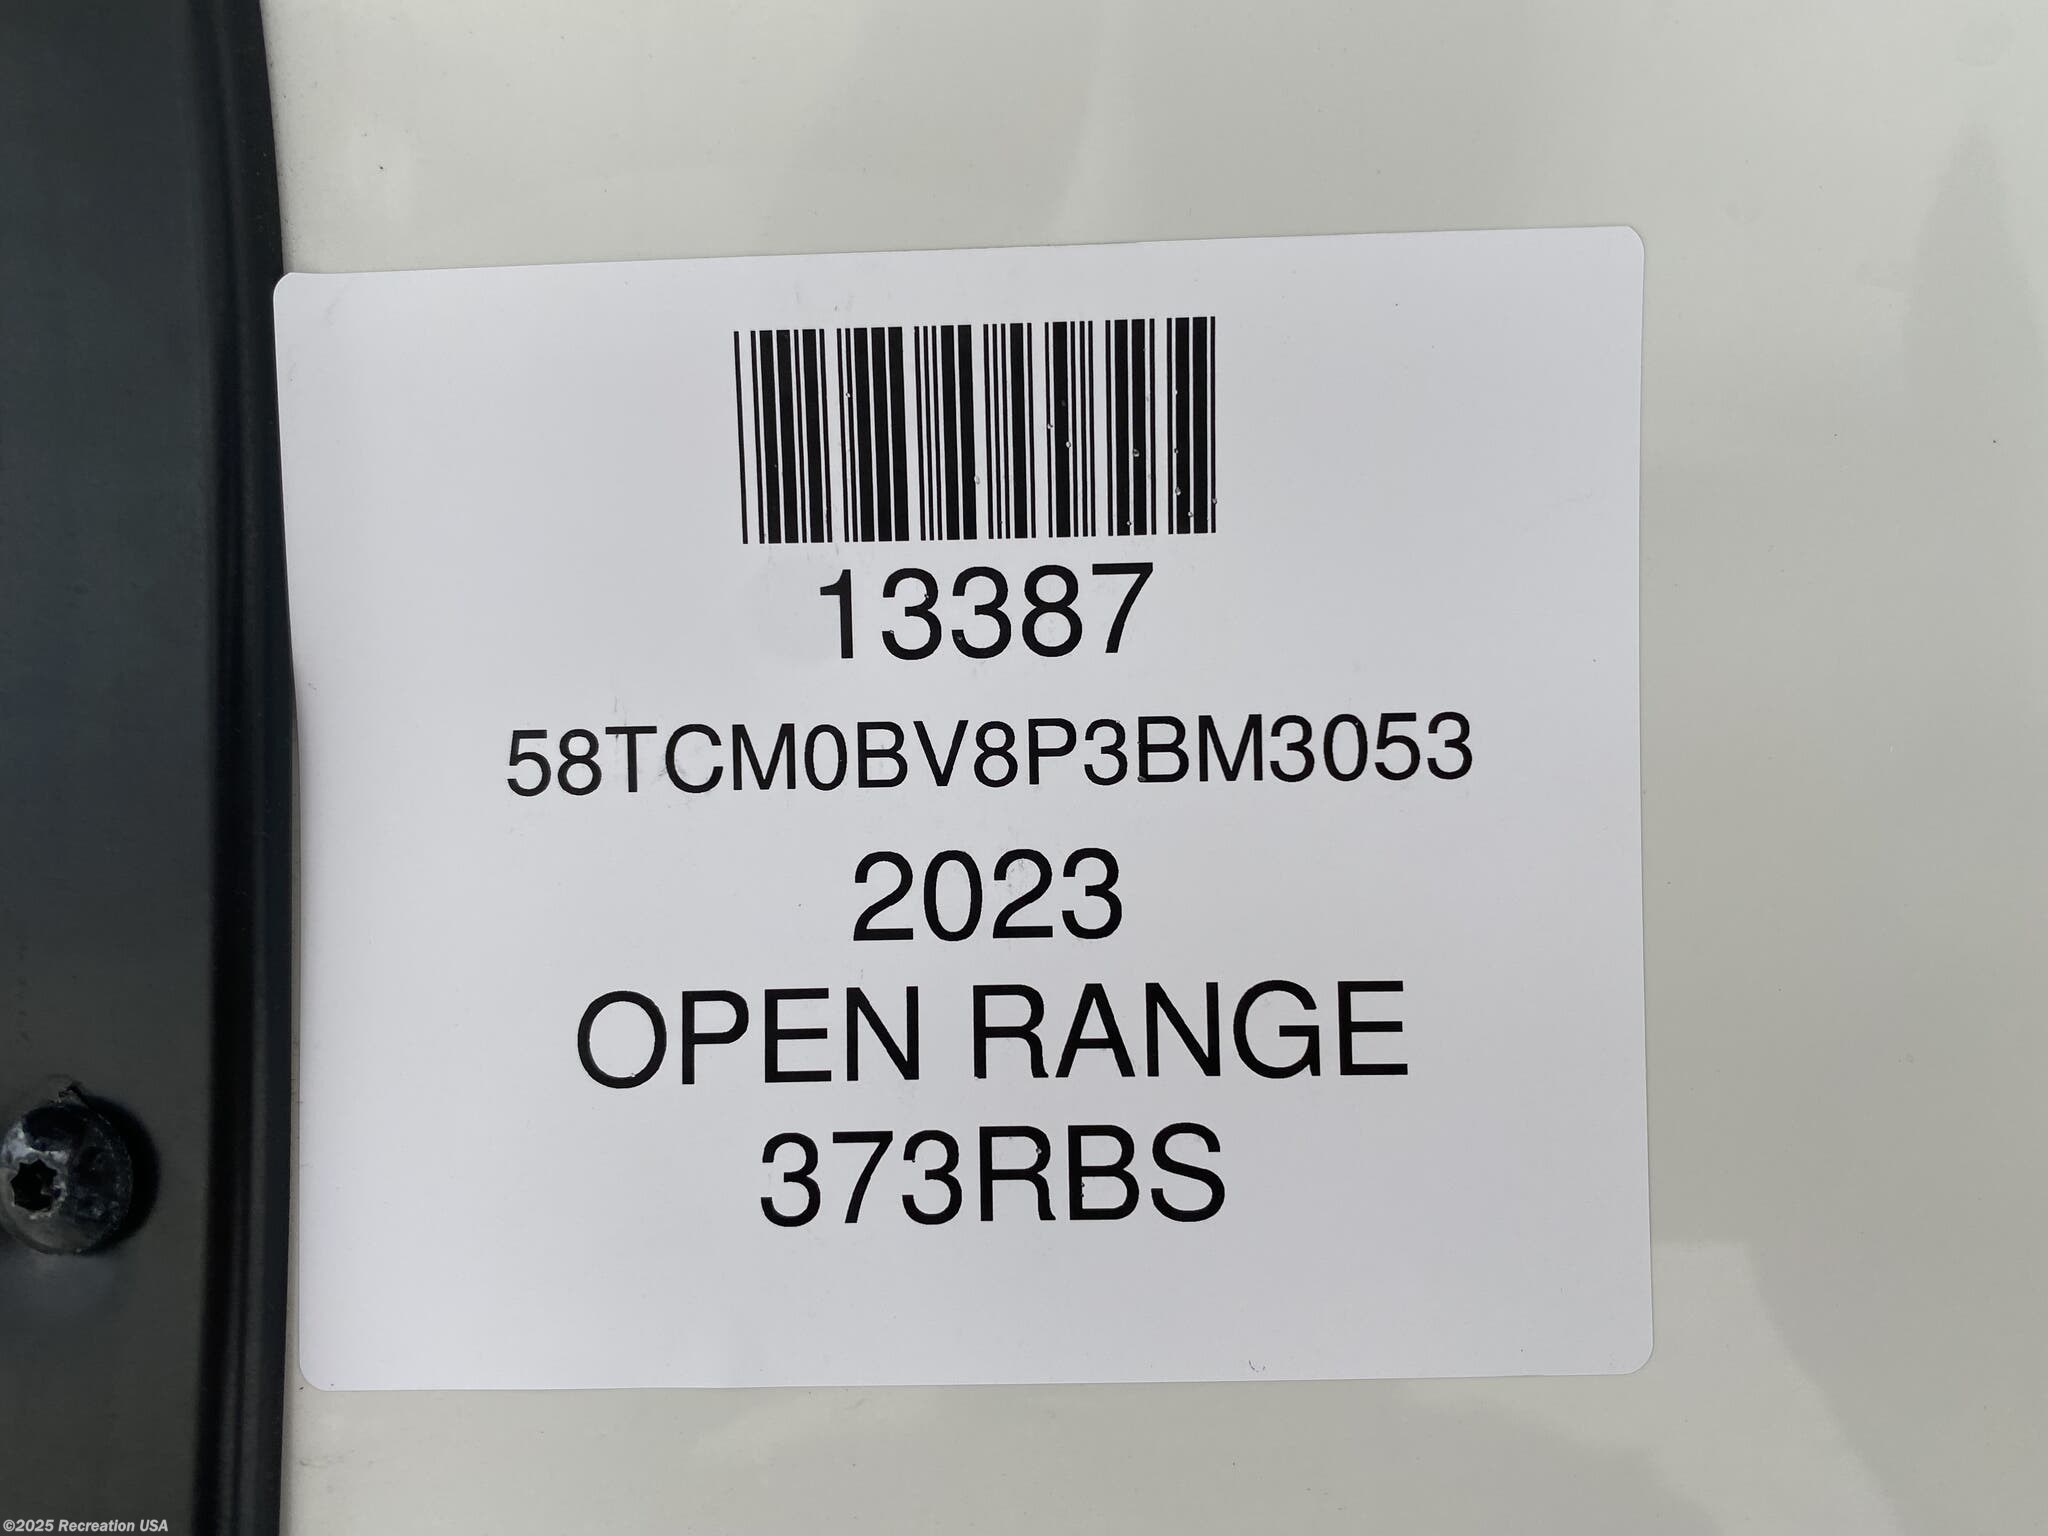 13387
58TCM0BV8P3BM3053
2023
OPEN RANGE
373RBS
©2025 Recreation USA